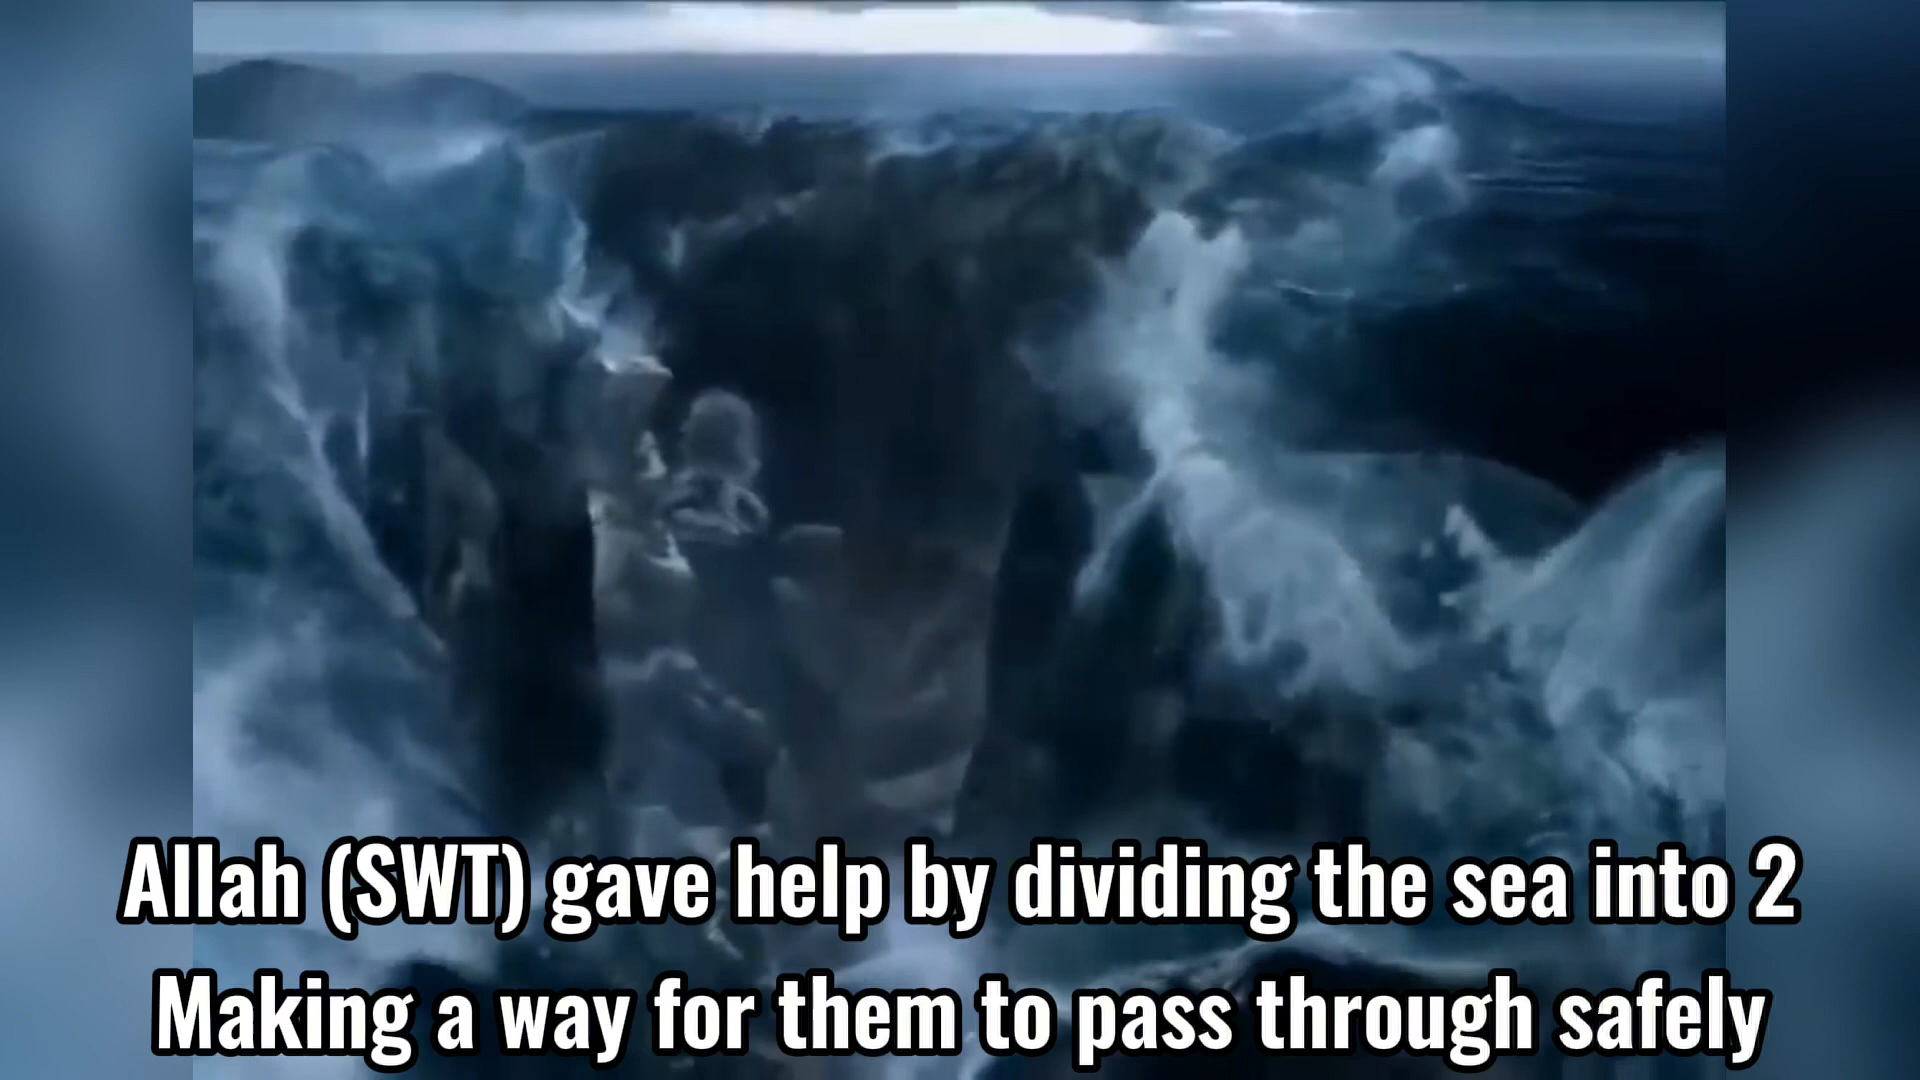 Allah (SWT) gave help by dividing the sea into 2
Making a way for them to pass through safely